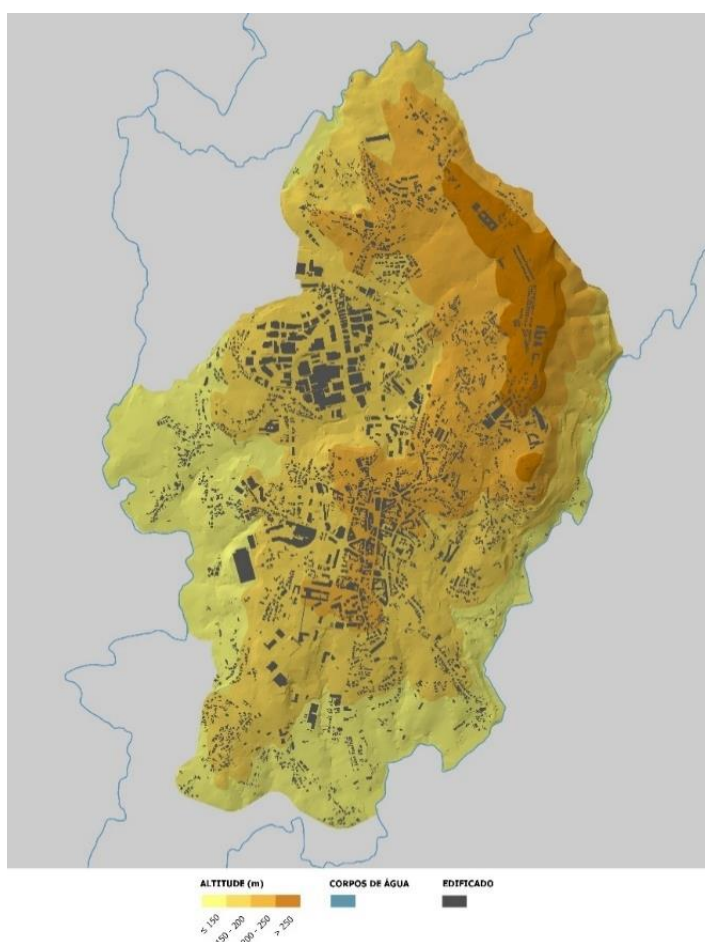 ALTITUDE (m)
CORPOS DE ÁGUA
EDIFICADO
≤ 150
150 - 200
200 - 250
> 250